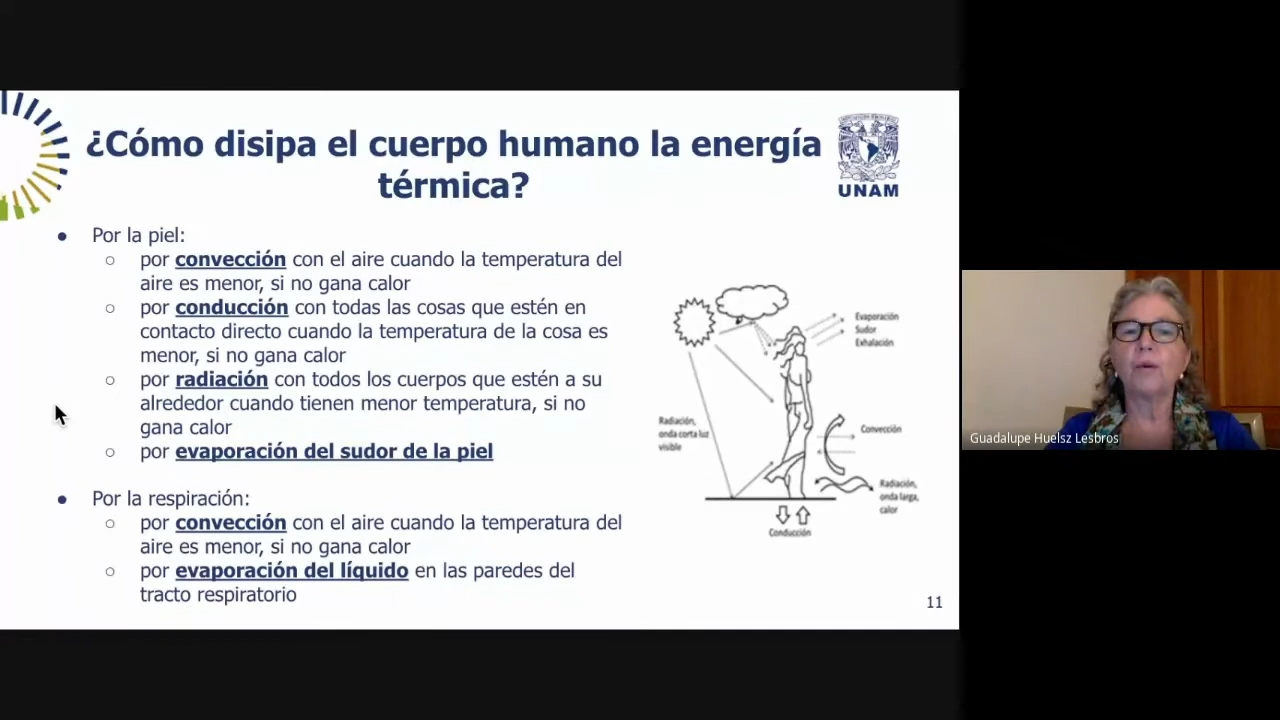 ¿Cómo disipa el cuerpo humano la energía
térmica?
UNAM
● Por la piel:
○ por convección con el aire cuando la temperatura del
aire es menor, si no gana calor
○ por conducción con todas las cosas que estén en
contacto directo cuando la temperatura de la cosa es
menor, si no gana calor
○ por radiación con todos los cuerpos que estén a su
alrededor cuando tienen menor temperatura, si no
gana calor
○ por evaporación del sudor de la piel
● Por la respiración:
○ por convección con el aire cuando la temperatura del
aire es menor, si no gana calor
○ por evaporación del líquido en las paredes del
tracto respiratorio
Evaporación
Sudor
Exhalación
Radiación,
onda corta luz
visible
Convección
Radiación,
onda larga,
calor
Conducción
11
Guadalupe Huelsz Lesbros